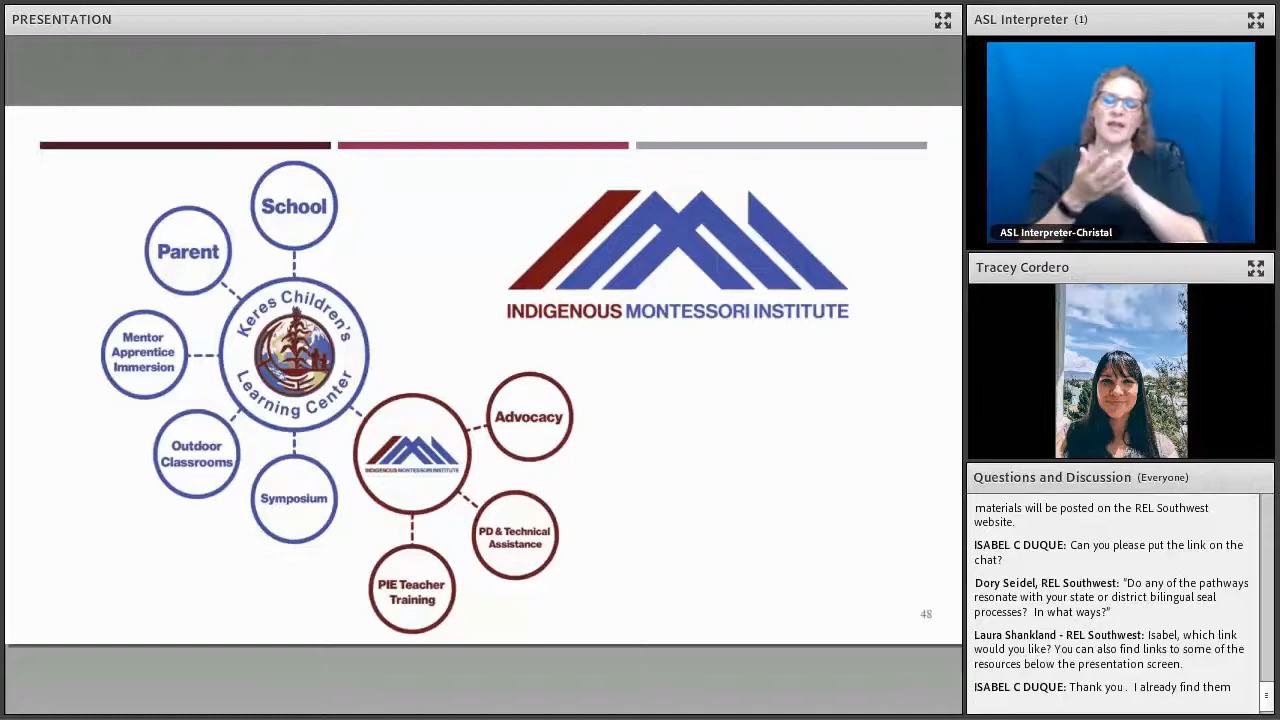 PRESENTATION
School
Parent
Mentor
Apprentice
Immersion
Keres Children's
Learning Center
Outdoor
Classrooms
Symposium
INDIGENOUS MONTESSORI INSTITUTE
Advocacy
PD & Technical
Assistance
PIE Teacher
Training
INDIGENOUS MONTESSORI INSTITUTE
48
ASL Interpreter (1)
ASL Interpreter-Christal
Tracey Cordero
Questions and Discussion (Everyone)
materials will be posted on the REL Southwest
website.
ISABEL C DUQUE: Can you please put the link on the
chat?
Dory Seidel, REL Southwest: "Do any of the pathways
resonate with your state or district bilingual seal
processes? In what ways?"
Laura Shankland - REL Southwest: Isabel, which link
would you like? You can also find links to some of the
resources below the presentation screen.
ISABEL C DUQUE: Thank you . I already find them